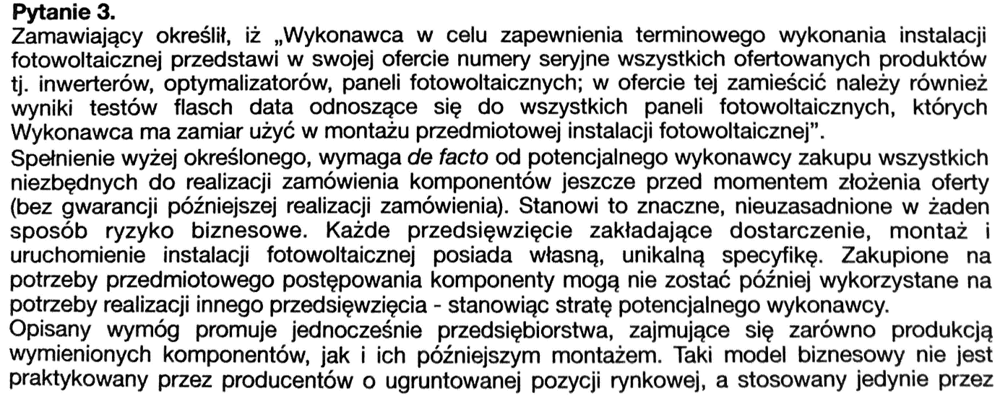 Pytanie 3.
Zamawiający określił, iż „Wykonawca w celu zapewnienia terminowego wykonania instalacji
fotowoltaicznej przedstawi w swojej ofercie numery seryjne wszystkich ofertowanych produktów
tj. inwerterów, optymalizatorów, paneli fotowoltaicznych; w ofercie tej zamieścić należy również
wyniki testów flasch data odnoszące się do wszystkich paneli fotowoltaicznych, których
Wykonawca ma zamiar użyć w montażu przedmiotowej instalacji fotowoltaicznej”.
Spełnienie wyżej określonego, wymaga de facto od potencjalnego wykonawcy zakupu wszystkich
niezbędnych do realizacji zamówienia komponentów jeszcze przed momentem złożenia oferty
(bez gwarancji późniejszej realizacji zamówienia). Stanowi to znaczne, nieuzasadnione w żaden
sposób ryzyko biznesowe. Każde przedsięwzięcie zakładające dostarczenie, montaż i
uruchomienie instalacji fotowoltaicznej posiada własną, unikalną specyfikę. Zakupione na
potrzeby przedmiotowego postępowania komponenty mogą nie zostać później wykorzystane na
potrzeby realizacji innego przedsięwzięcia - stanowiąc stratę potencjalnego wykonawcy.
Opisany wymóg promuje jednocześnie przedsiębiorstwa, zajmujące się zarówno produkcją
wymienionych komponentów, jak i ich późniejszym montażem. Taki model biznesowy nie jest
praktykowany przez producentów o ugruntowanej pozycji rynkowej, a stosowany jedynie przez